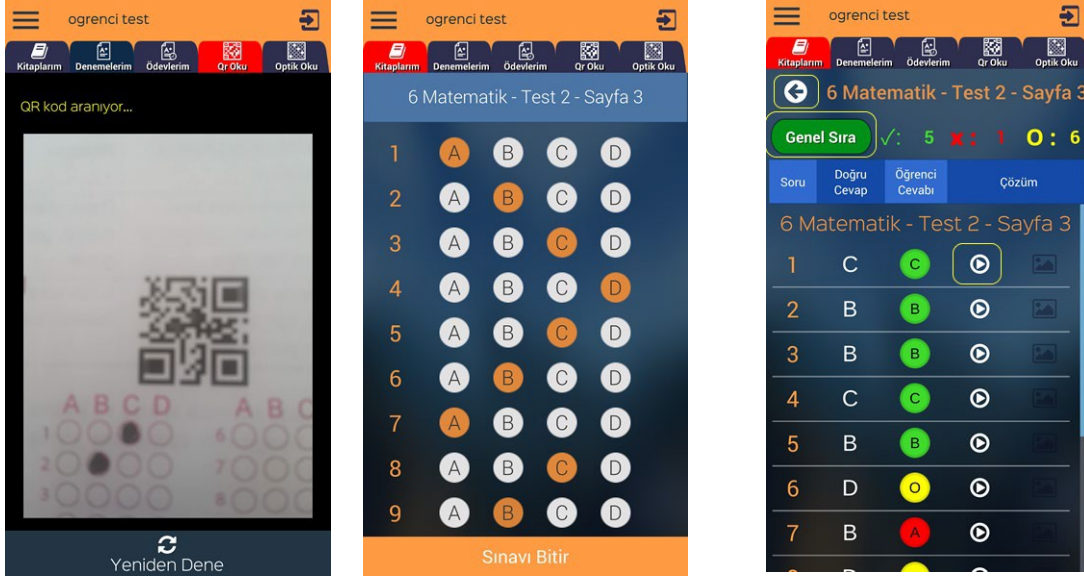 ogrenci test
Kitaplarım Denemelerim Ödevlerim Qr Oku Optik Oku
QR kod aranıyor...
A B C D A B C
1 6
2 7
3 8
Yeniden Dene
ogrenci test
Kitaplarım Denemelerim Ödevlerim Qr Oku Optik Oku
6 Matematik - Test 2 - Sayfa 3
1 A B C D
2 A B C D
3 A B C D
4 A B C D
5 A B C D
6 A B C D
7 A B C D
8 A B C D
9 A B C D
Sınavı Bitir
ogrenci test
Kitaplarım Denemelerim Ödevlerim Qr Oku Optik Oku
6 Matematik - Test 2 - Sayfa 3
Genel Sıra ✓: 5 ✖: 1 O : 6
Soru Doğru Cevap Öğrenci Cevabı Çözüm
6 Matematik - Test 2 - Sayfa 3
1 C C
2 B B
3 B B
4 C C
5 B B
6 D O
7 B A